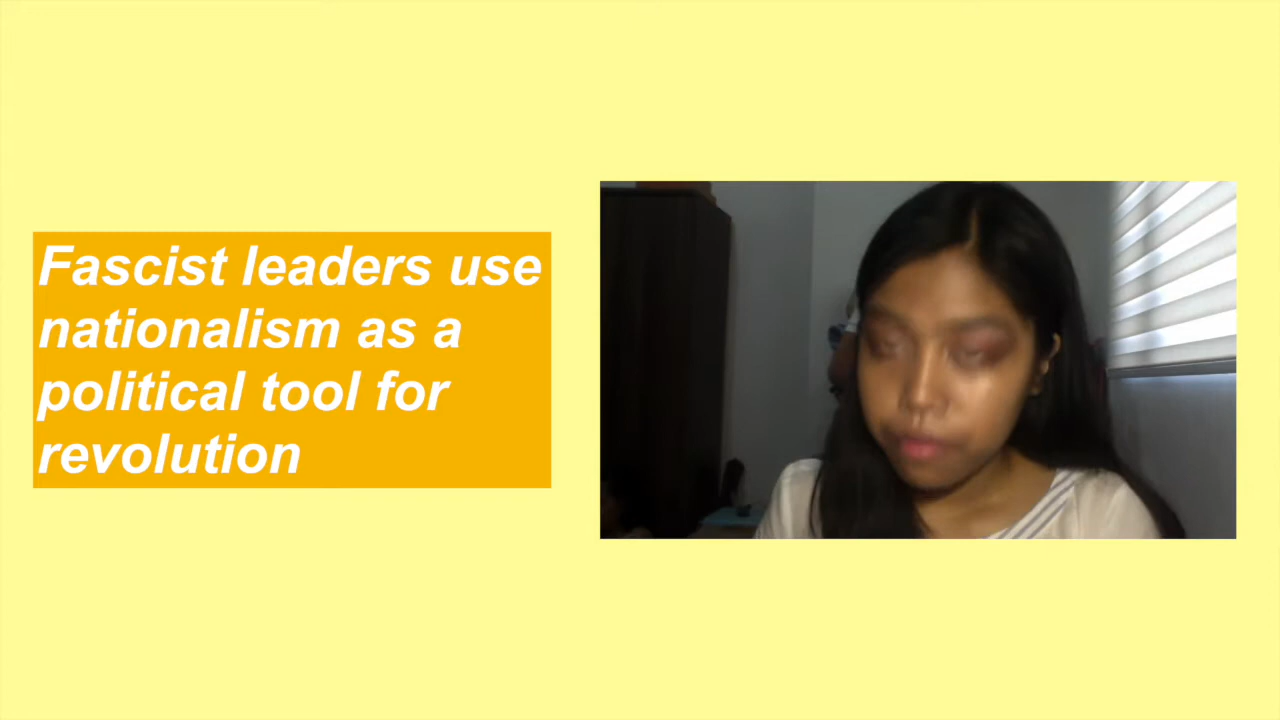 Fascist leaders use
nationalism as a
political tool for
revolution